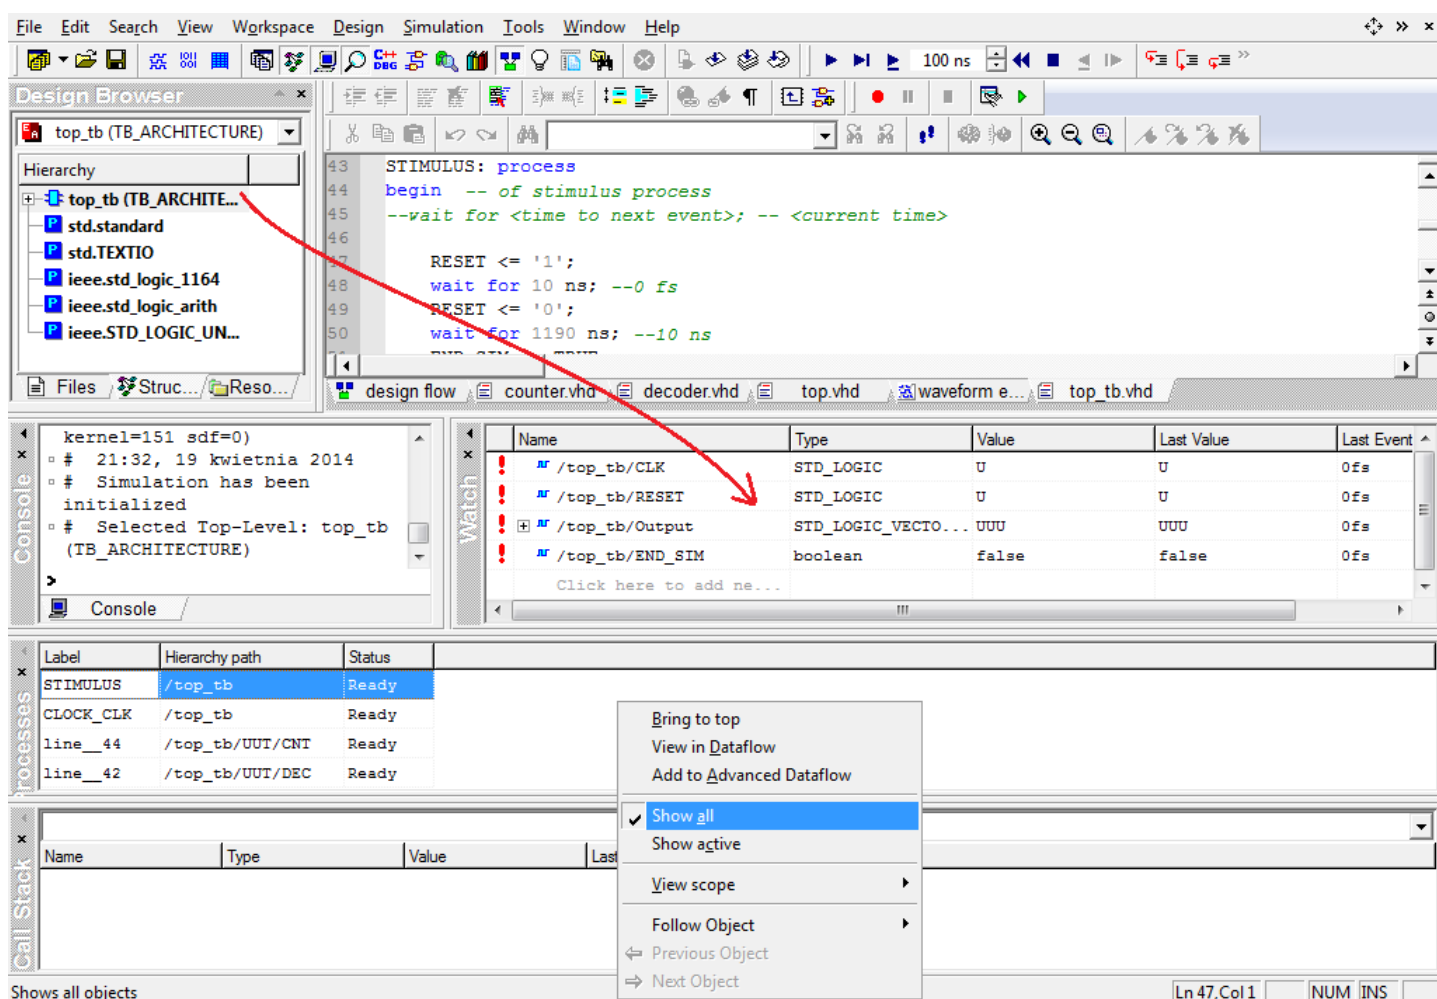 File Edit Search View Workspace Design Simulation Tools Window Help
C++ DBG
100 ns
Design Browser
top_tb (TB_ARCHITECTURE)
Hierarchy
top_tb (TB_ARCHITE...
std.standard
std.TEXTIO
ieee.std_logic_1164
ieee.std_logic_arith
ieee.STD_LOGIC_UN...
Files Struc... Reso...
43 STIMULUS: process
44 begin -- of stimulus process
45 --wait for <time to next event>; -- <current time>
46
47 RESET <= '1';
48 wait for 10 ns; --0 fs
49 RESET <= '0';
50 wait for 1190 ns; --10 ns
design flow counter.vhd decoder.vhd top.vhd waveform e... top_tb.vhd
Console
kernel=151 sdf=0)
# 21:32, 19 kwietnia 2014
# Simulation has been
initialized
# Selected Top-Level: top_tb
(TB_ARCHITECTURE)
>
Console
Watch
Name Type Value Last Value Last Event
/top_tb/CLK STD_LOGIC U U 0fs
/top_tb/RESET STD_LOGIC U U 0fs
/top_tb/Output STD_LOGIC_VECTO... UUU UUU 0fs
/top_tb/END_SIM boolean false false 0fs
Click here to add ne...
Processes
Label Hierarchy path Status
STIMULUS /top_tb Ready
CLOCK_CLK /top_tb Ready
line__44 /top_tb/UUT/CNT Ready
line__42 /top_tb/UUT/DEC Ready
Bring to top
View in Dataflow
Add to Advanced Dataflow
Show all
Show active
View scope
Follow Object
Previous Object
Next Object
Call Stack
Name Type Value Last
Shows all objects
Ln 47,Col 1 NUM INS